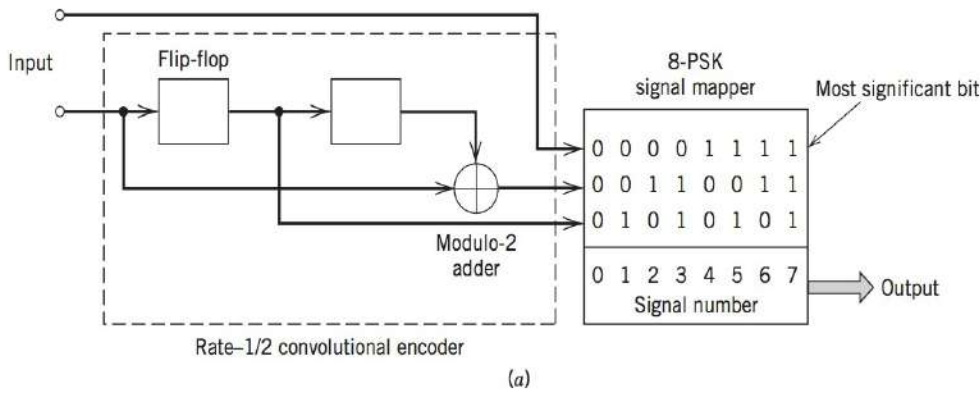 Input
Flip-flop
8-PSK
signal mapper
Most significant bit
0 0 0 0 1 1 1 1
0 0 1 1 0 0 1 1
0 1 0 1 0 1 0 1
Modulo-2
adder
0 1 2 3 4 5 6 7
Signal number
Output
Rate–1/2 convolutional encoder
(a)